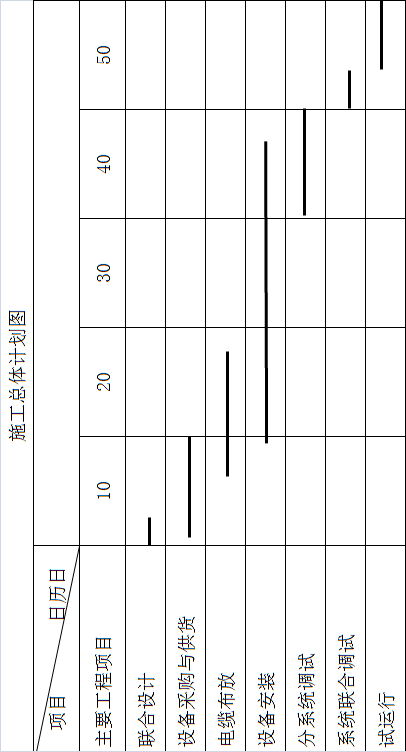 施工总体计划图
日历日
项目
主要工程项目
10
20
30
40
50
联合设计
设备采购与供货
电缆布放
设备安装
分系统调试
系统联合调试
试运行